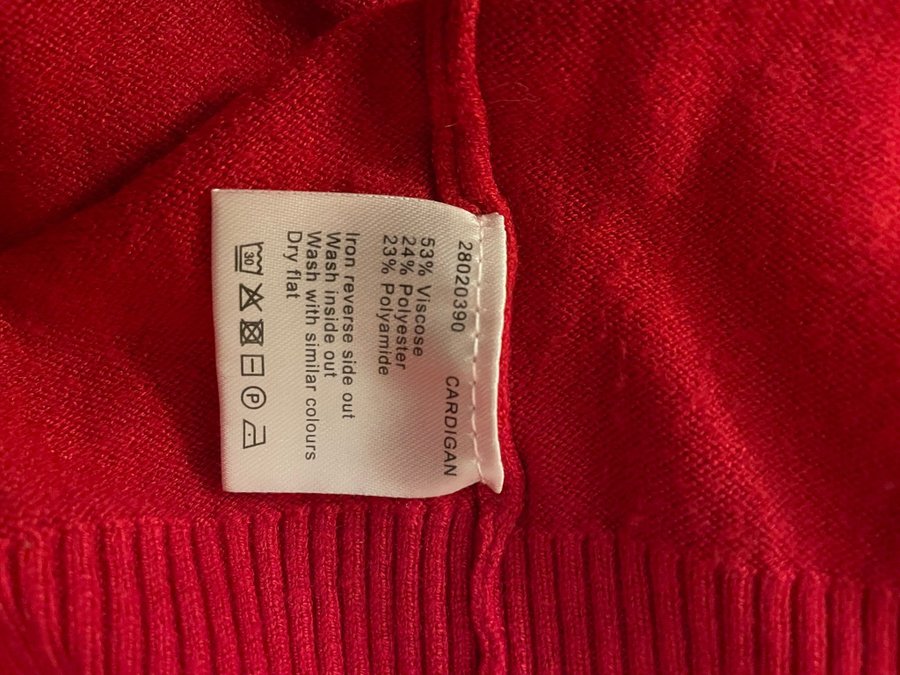 28020390 CARDIGAN
53% Viscose
24% Polyester
23% Polyamide
Iron reverse side out
Wash inside out
Wash with similar colours
Dry flat
30 P